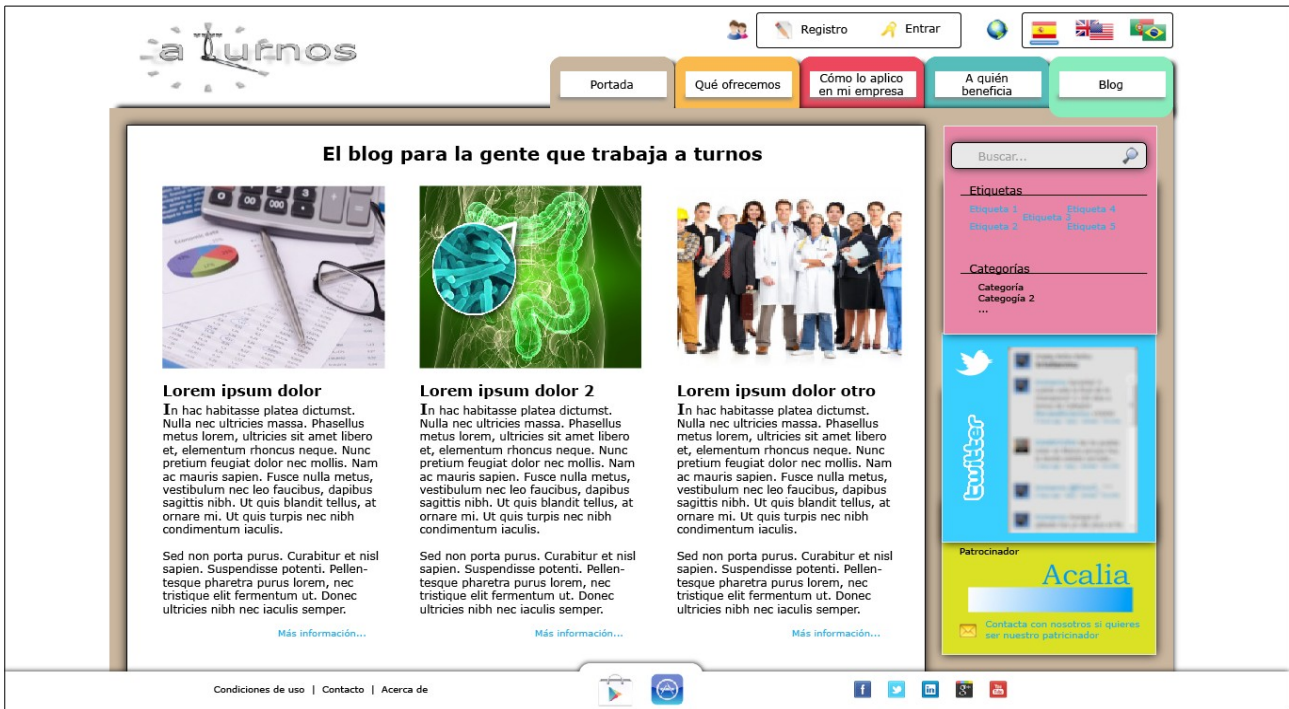 a turnos
Registro
Entrar
Portada
Qué ofrecemos
Cómo lo aplico
en mi empresa
A quién
beneficia
Blog
El blog para la gente que trabaja a turnos
Lorem ipsum dolor
In hac habitasse platea dictumst.
Nulla nec ultricies massa. Phasellus
metus lorem, ultricies sit amet libero
et, elementum rhoncus neque. Nunc
pretium feugiat dolor nec mollis. Nam
ac mauris sapien. Fusce nulla metus,
vestibulum nec leo faucibus, dapibus
sagittis nibh. Ut quis blandit tellus, at
ornare mi. Ut quis turpis nec nibh
condimentum iaculis.
Sed non porta purus. Curabitur et nisl
sapien. Suspendisse potenti. Pellen-
tesque pharetra purus lorem, nec
tristique elit fermentum ut. Donec
ultricies nibh nec iaculis semper.
Más información...
Lorem ipsum dolor 2
In hac habitasse platea dictumst.
Nulla nec ultricies massa. Phasellus
metus lorem, ultricies sit amet libero
et, elementum rhoncus neque. Nunc
pretium feugiat dolor nec mollis. Nam
ac mauris sapien. Fusce nulla metus,
vestibulum nec leo faucibus, dapibus
sagittis nibh. Ut quis blandit tellus, at
ornare mi. Ut quis turpis nec nibh
condimentum iaculis.
Sed non porta purus. Curabitur et nisl
sapien. Suspendisse potenti. Pellen-
tesque pharetra purus lorem, nec
tristique elit fermentum ut. Donec
ultricies nibh nec iaculis semper.
Más información...
Lorem ipsum dolor otro
In hac habitasse platea dictumst.
Nulla nec ultricies massa. Phasellus
metus lorem, ultricies sit amet libero
et, elementum rhoncus neque. Nunc
pretium feugiat dolor nec mollis. Nam
ac mauris sapien. Fusce nulla metus,
vestibulum nec leo faucibus, dapibus
sagittis nibh. Ut quis blandit tellus, at
ornare mi. Ut quis turpis nec nibh
condimentum iaculis.
Sed non porta purus. Curabitur et nisl
sapien. Suspendisse potenti. Pellen-
tesque pharetra purus lorem, nec
tristique elit fermentum ut. Donec
ultricies nibh nec iaculis semper.
Más información...
Buscar...
Etiquetas
Etiqueta 1
Etiqueta 4
Etiqueta 3
Etiqueta 2
Etiqueta 5
Categorías
Categoría
Categogía 2
...
twitter
Patrocinador
Acalia
Contacta con nosotros si quieres
ser nuestro patricinador
Condiciones de uso | Contacto | Acerca de